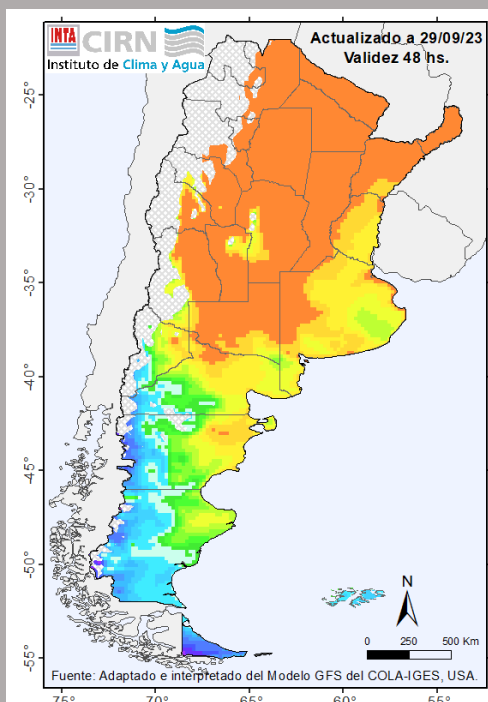 INTA CIRN
Instituto de Clima y Agua
Actualizado a 29/09/23
Validez 48 hs.
-25°
-30°
-35°
-40°
-45°
-50°
-55°
N
0 250 500 Km
Fuente: Adaptado e interpretado del Modelo GFS del COLA-IGES, USA.
75° -70° -65° -60° 55°